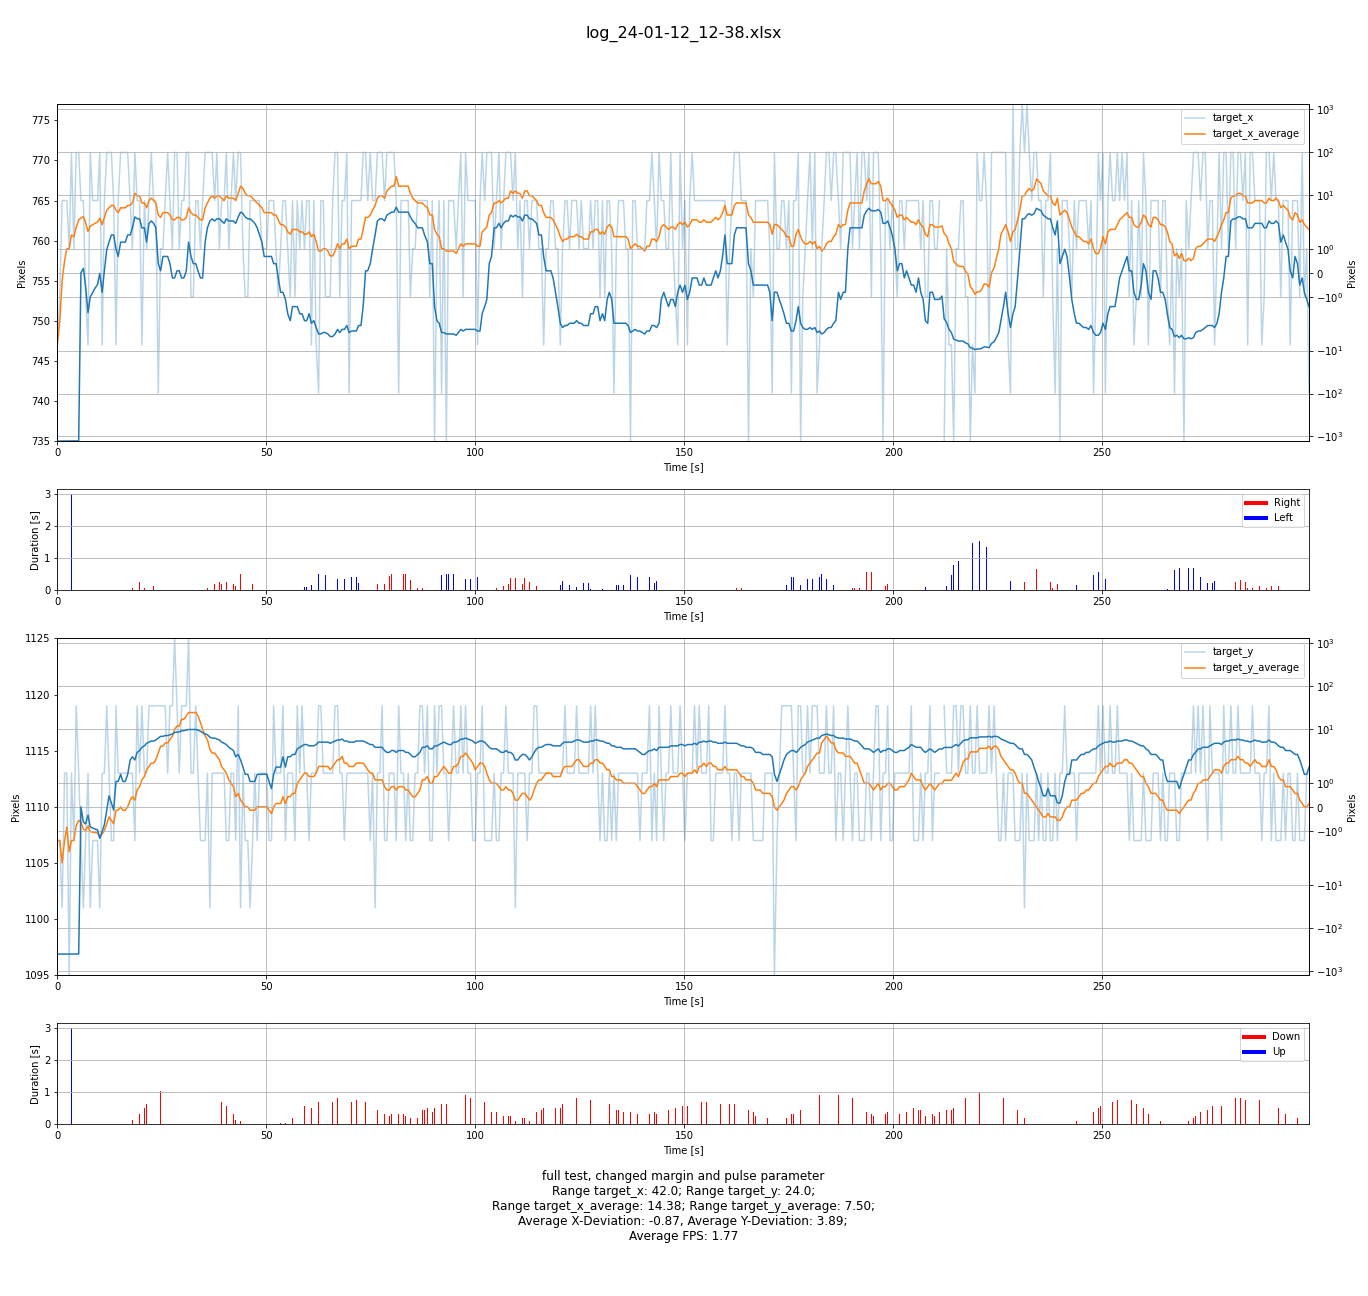 log_24-01-12_12-38.xlsx
target_x
target_x_average
775
770
765
760
755
750
745
740
735
Pixels
10³
10²
10¹
10⁰
0
−10⁰
−10¹
−10²
−10³
Pixels
0 50 100 150 200 250
Time [s]
Right
Left
3
2
1
0
Duration [s]
0 50 100 150 200 250
Time [s]
target_y
target_y_average
1125
1120
1115
1110
1105
1100
1095
Pixels
10³
10²
10¹
10⁰
0
−10⁰
−10¹
−10²
−10³
Pixels
0 50 100 150 200 250
Time [s]
Down
Up
3
2
1
0
Duration [s]
0 50 100 150 200 250
Time [s]
full test, changed margin and pulse parameter
Range target_x: 42.0; Range target_y: 24.0;
Range target_x_average: 14.38; Range target_y_average: 7.50;
Average X-Deviation: -0.87, Average Y-Deviation: 3.89;
Average FPS: 1.77